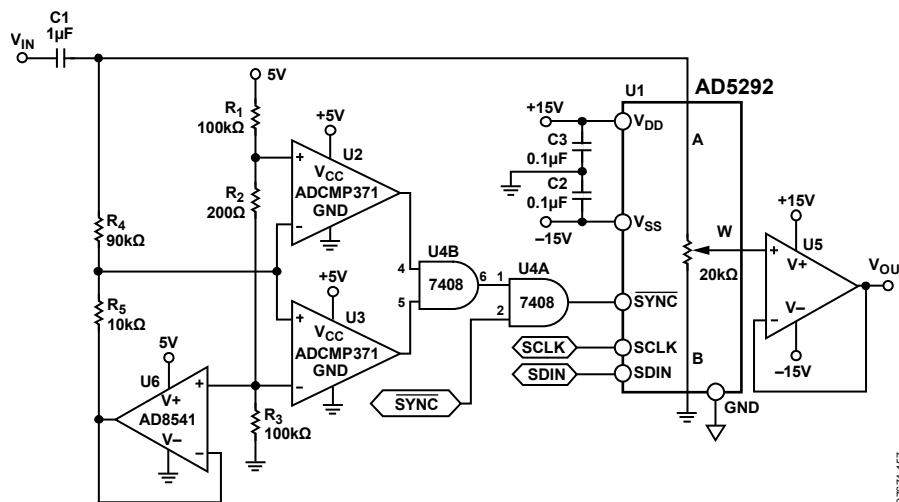 C1
1µF
VIN
5V
U1
AD5292
R1
100kΩ
+5V
U2
VCC
ADCMP371
GND
+15V
VDD
C3
0.1µF
C2
0.1µF
–15V
VSS
A
R2
200Ω
R4
90kΩ
W
20kΩ
+15V
U5
V+
V–
–15V
VOU
U4B
4
5
7408
6
1
U4A
2
7408
SYNC
R5
10kΩ
+5V
U3
VCC
ADCMP371
GND
SCLK
SCLK
SDIN
SDIN
B
5V
U6
V+
AD8541
V–
R3
100kΩ
SYNC
GND